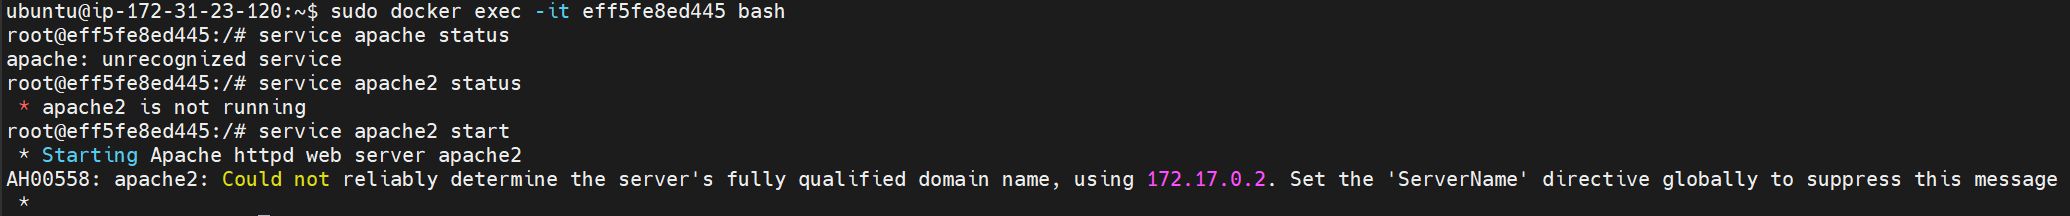 ubuntu@ip-172-31-23-120:~$ sudo docker exec -it eff5fe8ed445 bash
root@eff5fe8ed445:/# service apache status
apache: unrecognized service
root@eff5fe8ed445:/# service apache2 status
 * apache2 is not running
root@eff5fe8ed445:/# service apache2 start
 * Starting Apache httpd web server apache2
AH00558: apache2: Could not reliably determine the server's fully qualified domain name, using 172.17.0.2. Set the 'ServerName' directive globally to suppress this message
 *